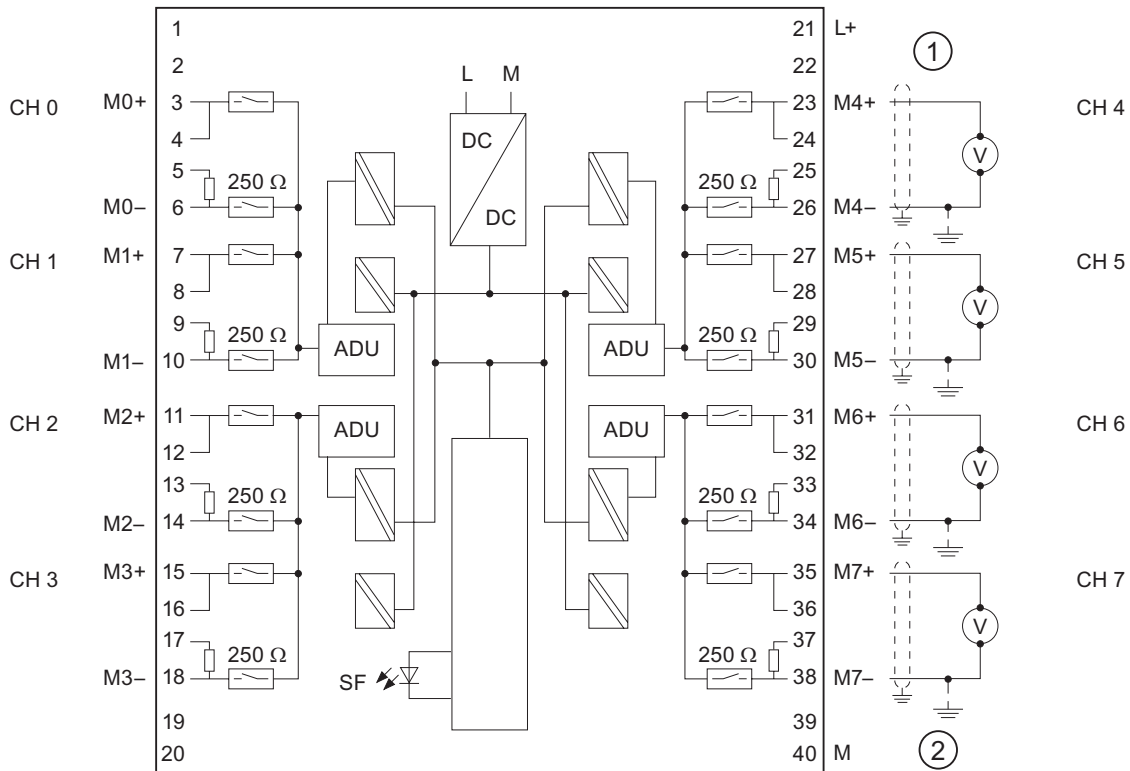 1 21 L+ ①
2 22
L M
CH 0 M0+ 3 23 M4+ CH 4
4 DC 24 V
5 25
250 Ω 250 Ω
M0– 6 DC 26 M4–
CH 1 M1+ 7 27 M5+ CH 5
8 28
9 29 V
250 Ω 250 Ω
ADU ADU
M1– 10 30 M5–
CH 2 M2+ 11 31 M6+ CH 6
ADU ADU
12 32
13 33 V
250 Ω 250 Ω
M2– 14 34 M6–
CH 3 M3+ 15 35 M7+ CH 7
16 36
17 37 V
250 Ω 250 Ω
M3– 18 SF 38 M7–
19 39
20 40 M ②